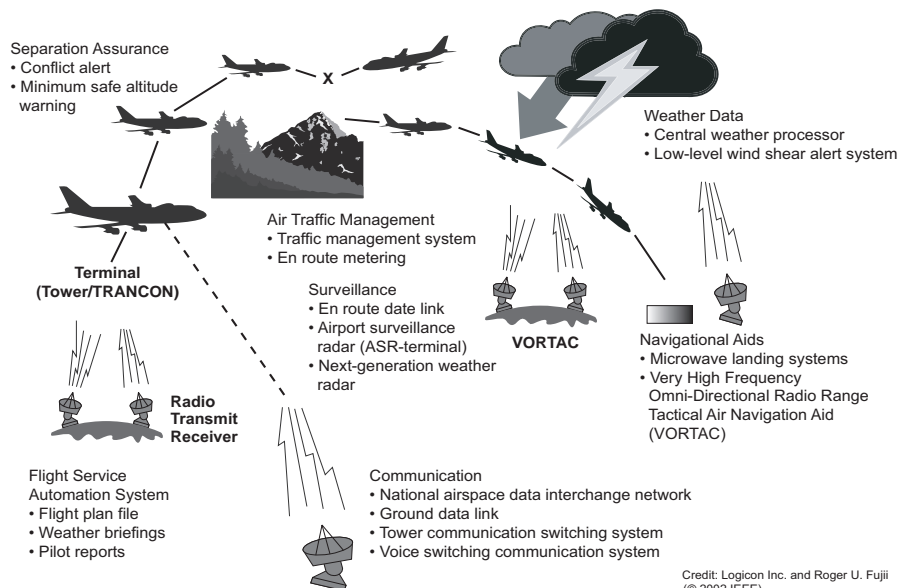 Separation Assurance
• Conflict alert
• Minimum safe altitude
warning
X
Weather Data
• Central weather processor
• Low-level wind shear alert system
Air Traffic Management
• Traffic management system
• En route metering
Terminal
(Tower/TRANCON)
Surveillance
• En route date link
• Airport surveillance
radar (ASR-terminal)
• Next-generation weather
radar
VORTAC
Navigational Aids
• Microwave landing systems
• Very High Frequency
Omni-Directional Radio Range
Tactical Air Navigation Aid
(VORTAC)
Radio
Transmit
Receiver
Flight Service
Automation System
• Flight plan file
• Weather briefings
• Pilot reports
Communication
• National airspace data interchange network
• Ground data link
• Tower communication switching system
• Voice switching communication system
Credit: Logicon Inc. and Roger U. Fujii
(© 2002 IEEE)